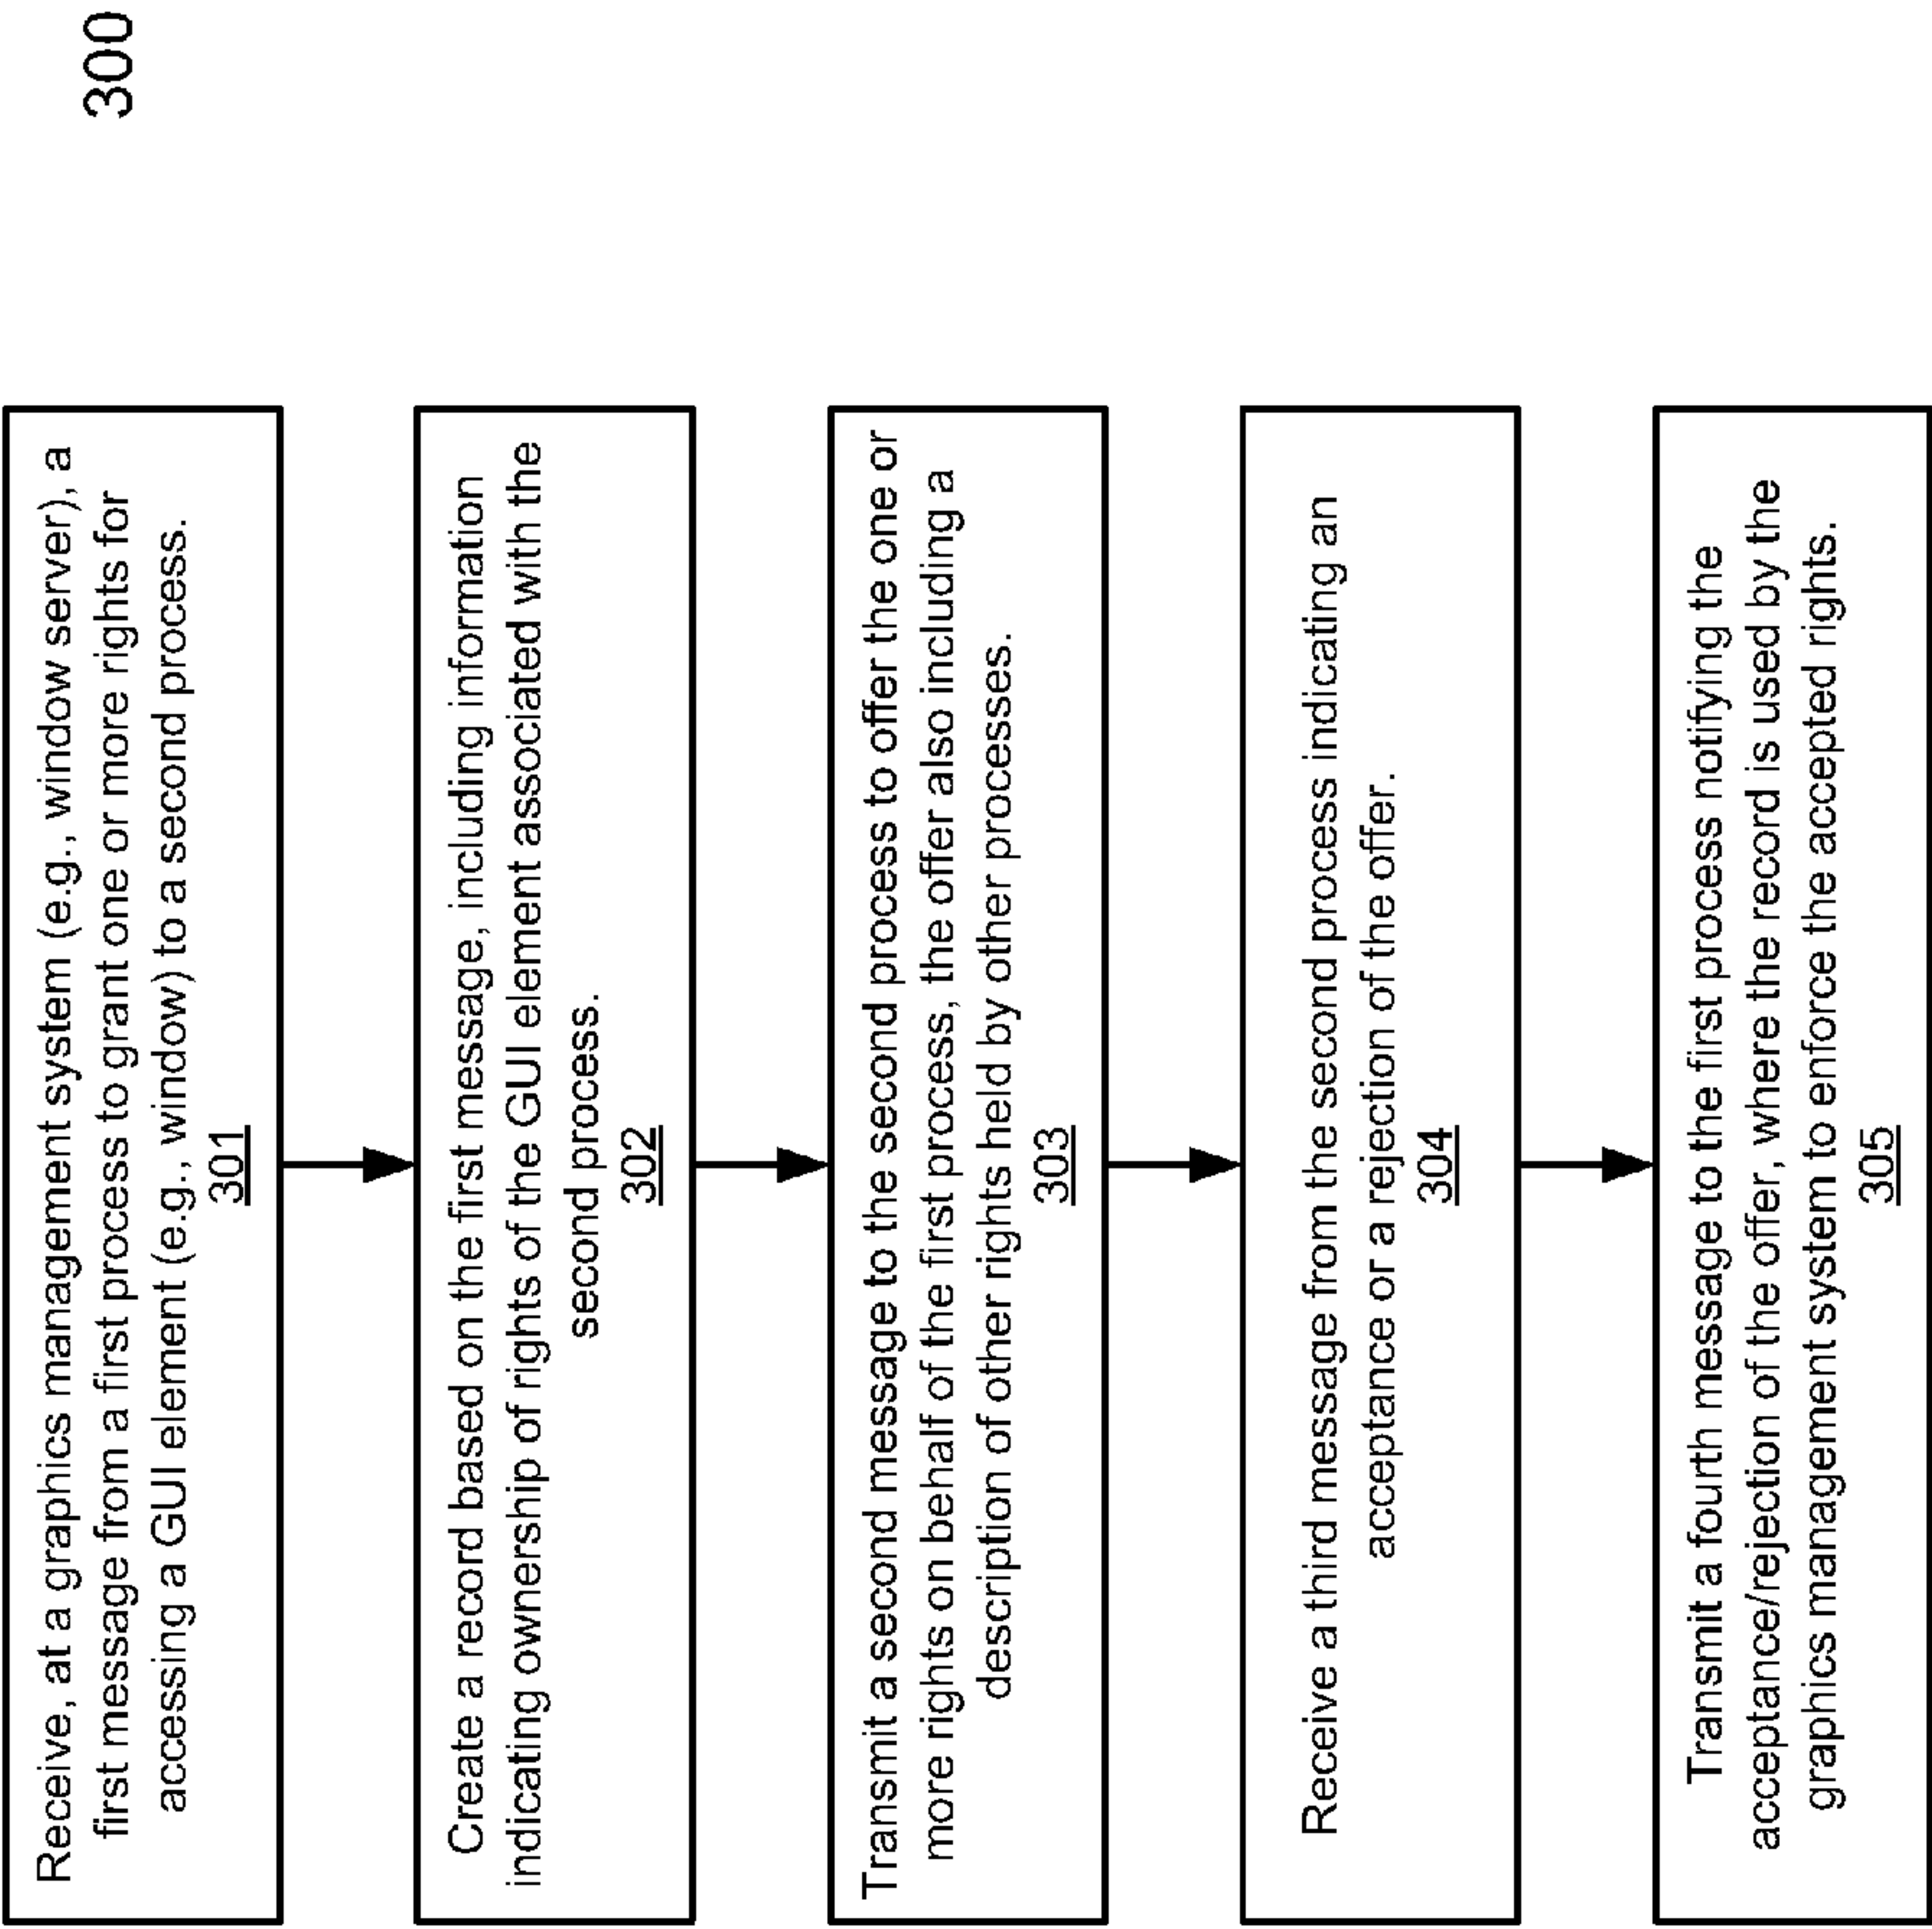 300
Receive, at a graphics management system (e.g., window server), a
first message from a first process to grant one or more rights for
accessing a GUI element (e.g., window) to a second process.
301
Create a record based on the first message, including information
indicating ownership of rights of the GUI element associated with the
second process.
302
Transmit a second message to the second process to offer the one or
more rights on behalf of the first process, the offer also including a
description of other rights held by other processes.
303
Receive a third message from the second process indicating an
acceptance or a rejection of the offer.
304
Transmit a fourth message to the first process notifying the
acceptance/rejection of the offer, where the record is used by the
graphics management system to enforce the accepted rights.
305